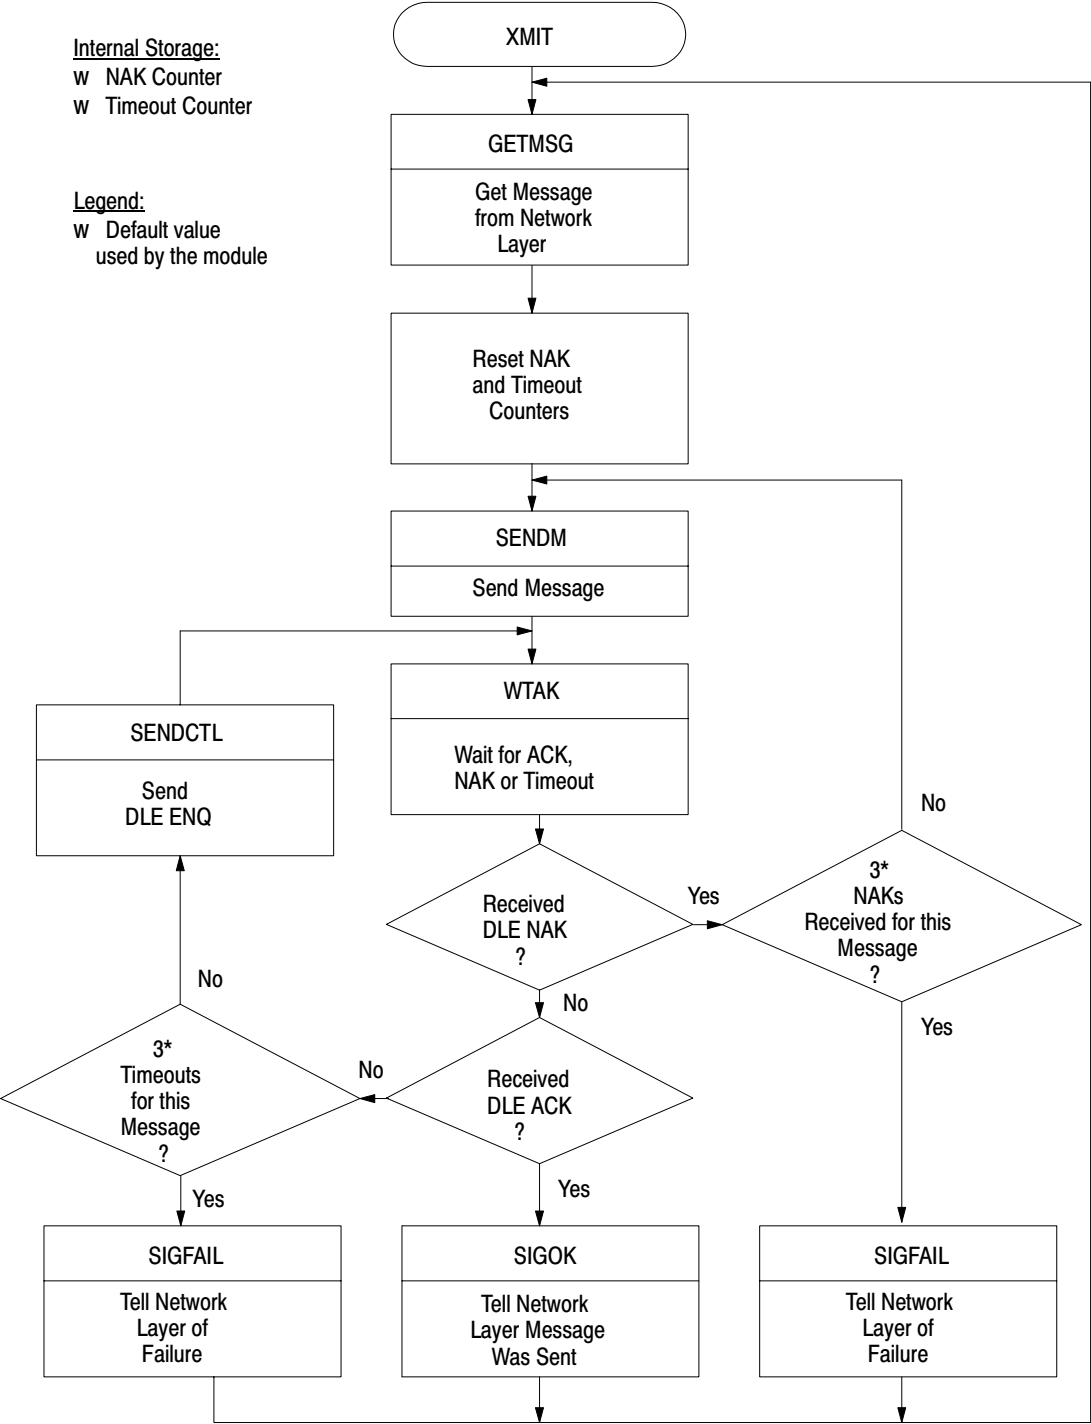 XMIT
Internal Storage:
w NAK Counter
w Timeout Counter
Legend:
w Default value
used by the module
GETMSG
Get Message
from Network
Layer
Reset NAK
and Timeout
Counters
SENDM
Send Message
WTAK
Wait for ACK,
NAK or Timeout
SENDCTL
Send
DLE ENQ
Received
DLE NAK
?
Yes
No
3*
NAKs
Received for this
Message
?
No
Yes
Received
DLE ACK
?
No
Yes
3*
Timeouts
for this
Message
?
No
Yes
SIGFAIL
Tell Network
Layer of
Failure
SIGOK
Tell Network
Layer Message
Was Sent
SIGFAIL
Tell Network
Layer of
Failure